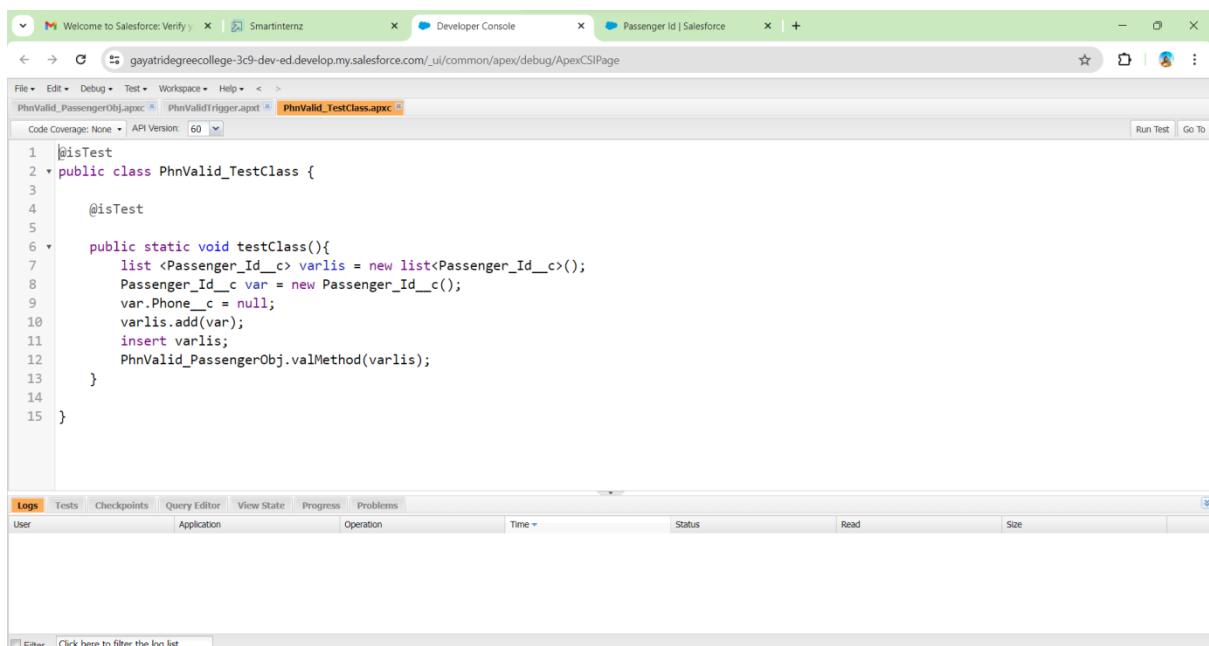 Welcome to Salesforce: Verify y
Smartinternz
Developer Console
Passenger Id | Salesforce
gayatridegreecollege-3c9-dev-ed.develop.my.salesforce.com/_ui/common/apex/debug/ApexCSIPage
File Edit Debug Test Workspace Help < >
PhnValid_PassengerObj.apxc PhnValidTrigger.apxt PhnValid_TestClass.apxc
Code Coverage: None API Version: 60 Run Test Go To
1 @isTest
2 public class PhnValid_TestClass {
3
4 @isTest
5
6 public static void testClass(){
7 list <Passenger_Id__c> varlis = new list<Passenger_Id__c>();
8 Passenger_Id__c var = new Passenger_Id__c();
9 var.Phone__c = null;
10 varlis.add(var);
11 insert varlis;
12 PhnValid_PassengerObj.valMethod(varlis);
13 }
14
15 }
Logs Tests Checkpoints Query Editor View State Progress Problems
User Application Operation Time Status Read Size
Filter Click here to filter the log list